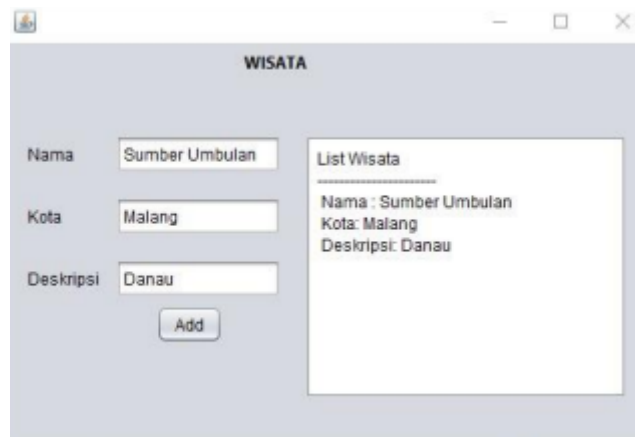 WISATA
Nama
Sumber Umbulan
Kota
Malang
Deskripsi
Danau
Add
List Wisata
------------------------
Nama : Sumber Umbulan
Kota: Malang
Deskripsi: Danau